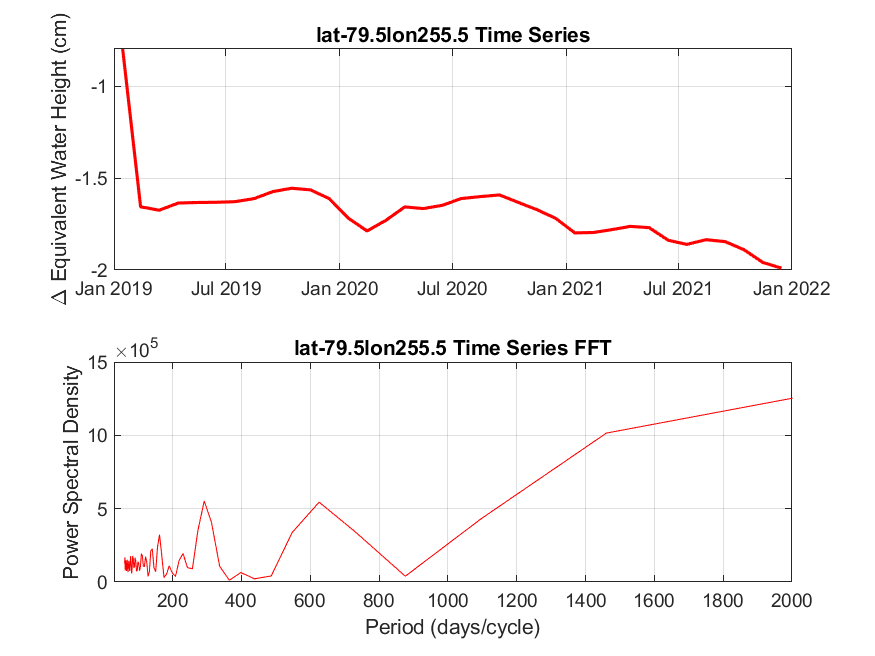 lat-79.5lon255.5 Time Series
Δ Equivalent Water Height (cm)
-1
-1.5
-2
Jan 2019 Jul 2019 Jan 2020 Jul 2020 Jan 2021 Jul 2021 Jan 2022
lat-79.5lon255.5 Time Series FFT
×10⁵
Power Spectral Density
15
10
5
0
200 400 600 800 1000 1200 1400 1600 1800 2000
Period (days/cycle)